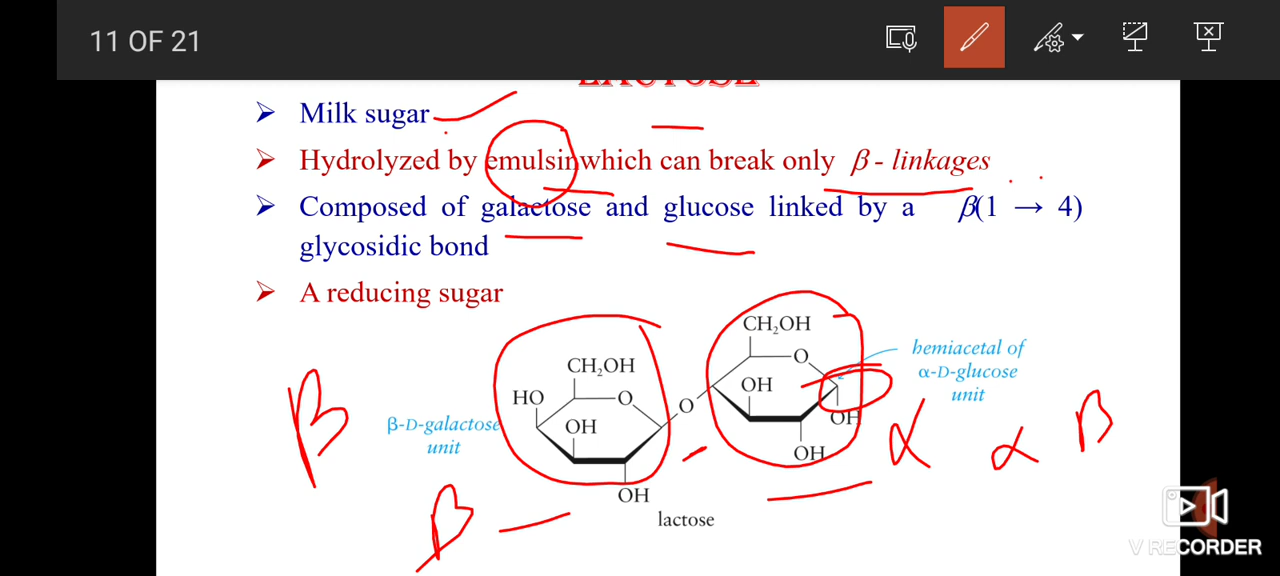 11 OF 21
LACTOSE
➢ Milk sugar
➢ Hydrolyzed by emulsin which can break only β - linkages
➢ Composed of galactose and glucose linked by a β(1 → 4)
glycosidic bond
➢ A reducing sugar
CH₂OH
hemiacetal of
α-D-glucose
unit
O
OH
OH
OH
CH₂OH
HO
O
O
OH
OH
β-D-galactose
unit
lactose
β
β
α
α
β
V RECORDER